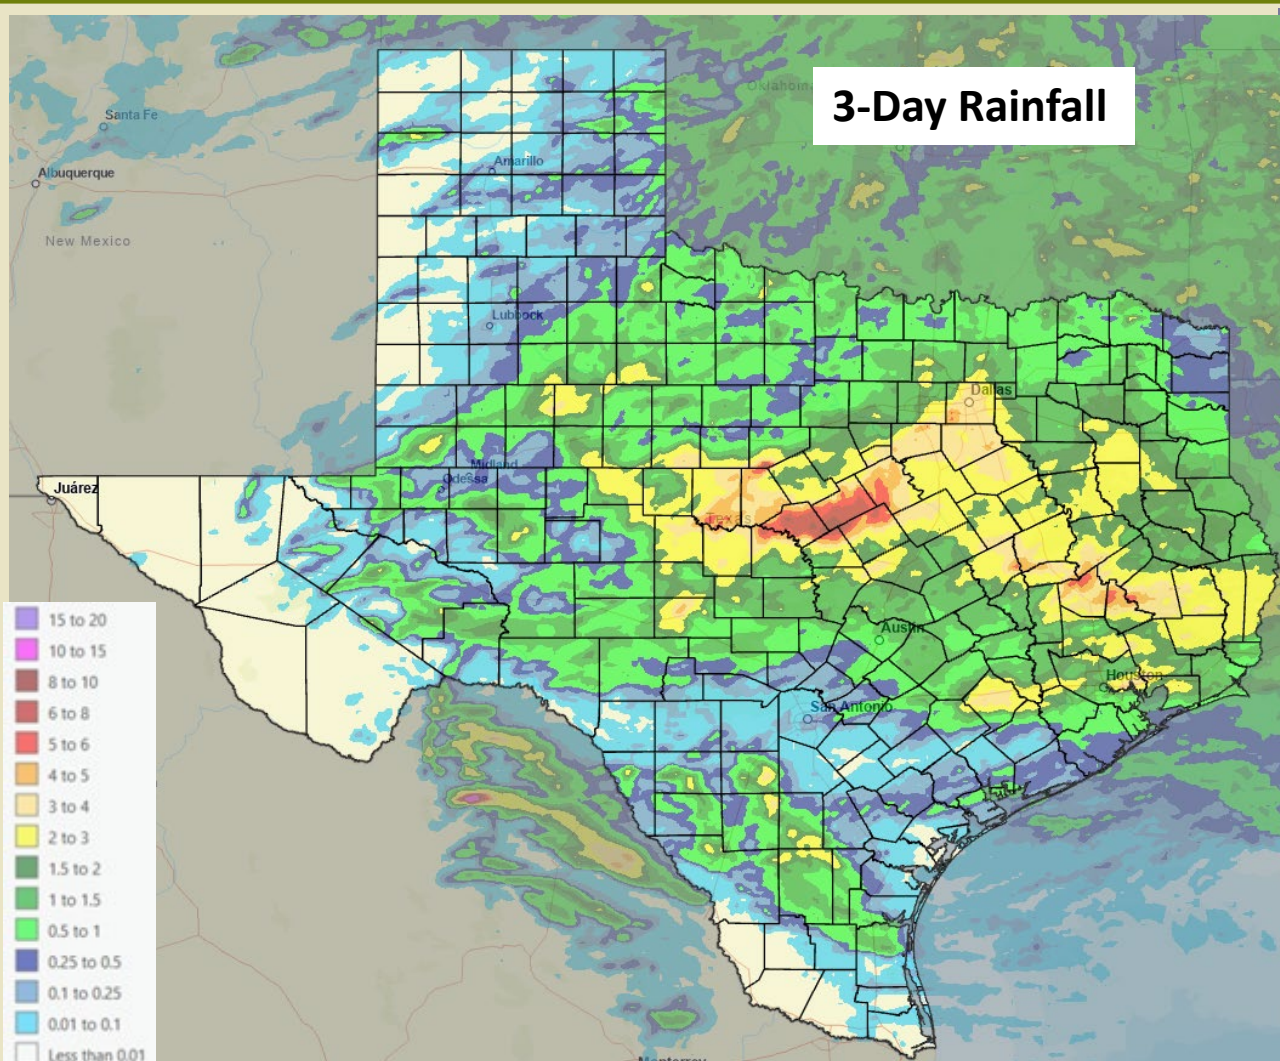 3-Day Rainfall
Santa Fe
Albuquerque
New Mexico
Amarillo
Lubbock
Dallas
Midland
Odessa
Juárez
Texas
Austin
Houston
San Antonio
Monterrey
15 to 20
10 to 15
8 to 10
6 to 8
5 to 6
4 to 5
3 to 4
2 to 3
1.5 to 2
1 to 1.5
0.5 to 1
0.25 to 0.5
0.1 to 0.25
0.01 to 0.1
Less than 0.01